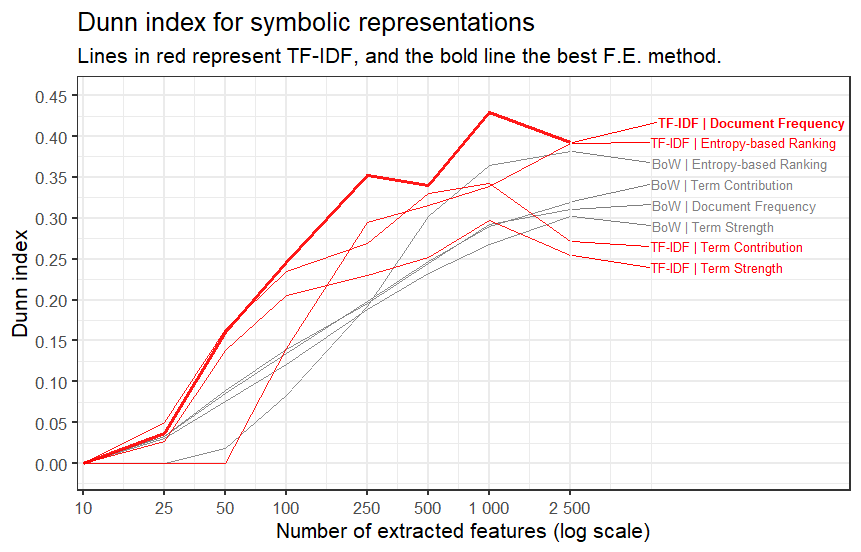 Dunn index for symbolic representations
Lines in red represent TF-IDF, and the bold line the best F.E. method.
Dunn index
0.45
0.40
0.35
0.30
0.25
0.20
0.15
0.10
0.05
0.00
TF-IDF | Document Frequency
TF-IDF | Entropy-based Ranking
BoW | Entropy-based Ranking
BoW | Term Contribution
BoW | Document Frequency
BoW | Term Strength
TF-IDF | Term Contribution
TF-IDF | Term Strength
10 25 50 100 250 500 1 000 2 500
Number of extracted features (log scale)